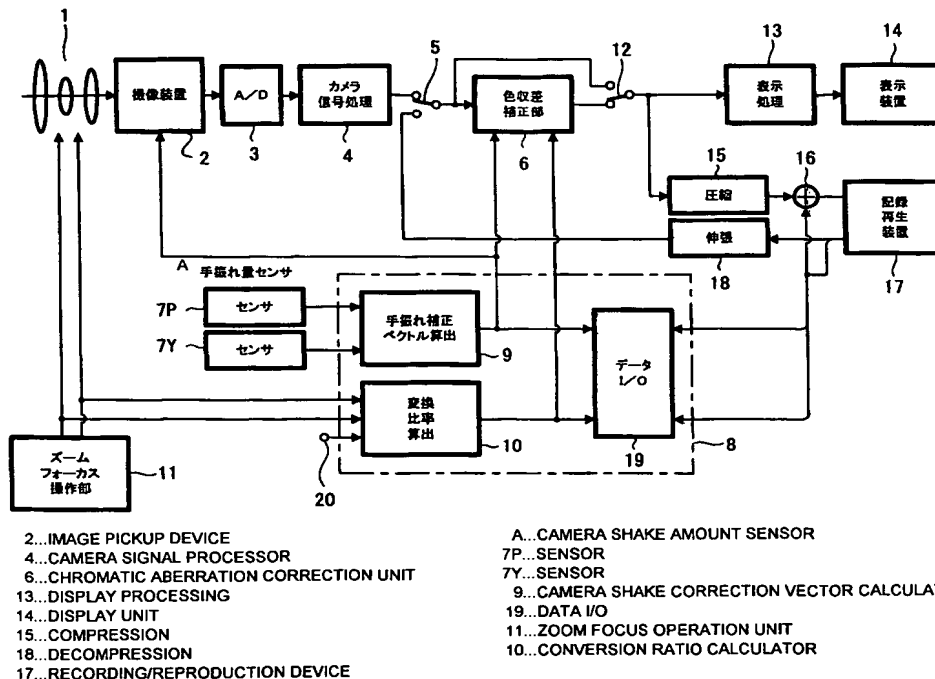 1
撮像装置
2
A/D
3
カメラ
信号処理
4
5
色収差
補正部
6
12
13
表示
処理
14
表示
装置
15
圧縮
16
記録
再生
装置
17
伸張
18
A 手振れ量センサ
7P
センサ
7Y
センサ
手振れ補正
ベクトル算出
9
変換
比率
算出
10
データ
I/O
19
8
20
ズーム
フォーカス
操作部
11
2...IMAGE PICKUP DEVICE
4...CAMERA SIGNAL PROCESSOR
6...CHROMATIC ABERRATION CORRECTION UNIT
13...DISPLAY PROCESSING
14...DISPLAY UNIT
15...COMPRESSION
18...DECOMPRESSION
17...RECORDING/REPRODUCTION DEVICE
A...CAMERA SHAKE AMOUNT SENSOR
7P...SENSOR
7Y...SENSOR
9...CAMERA SHAKE CORRECTION VECTOR CALCULAT
19...DATA I/O
11...ZOOM FOCUS OPERATION UNIT
10...CONVERSION RATIO CALCULATOR